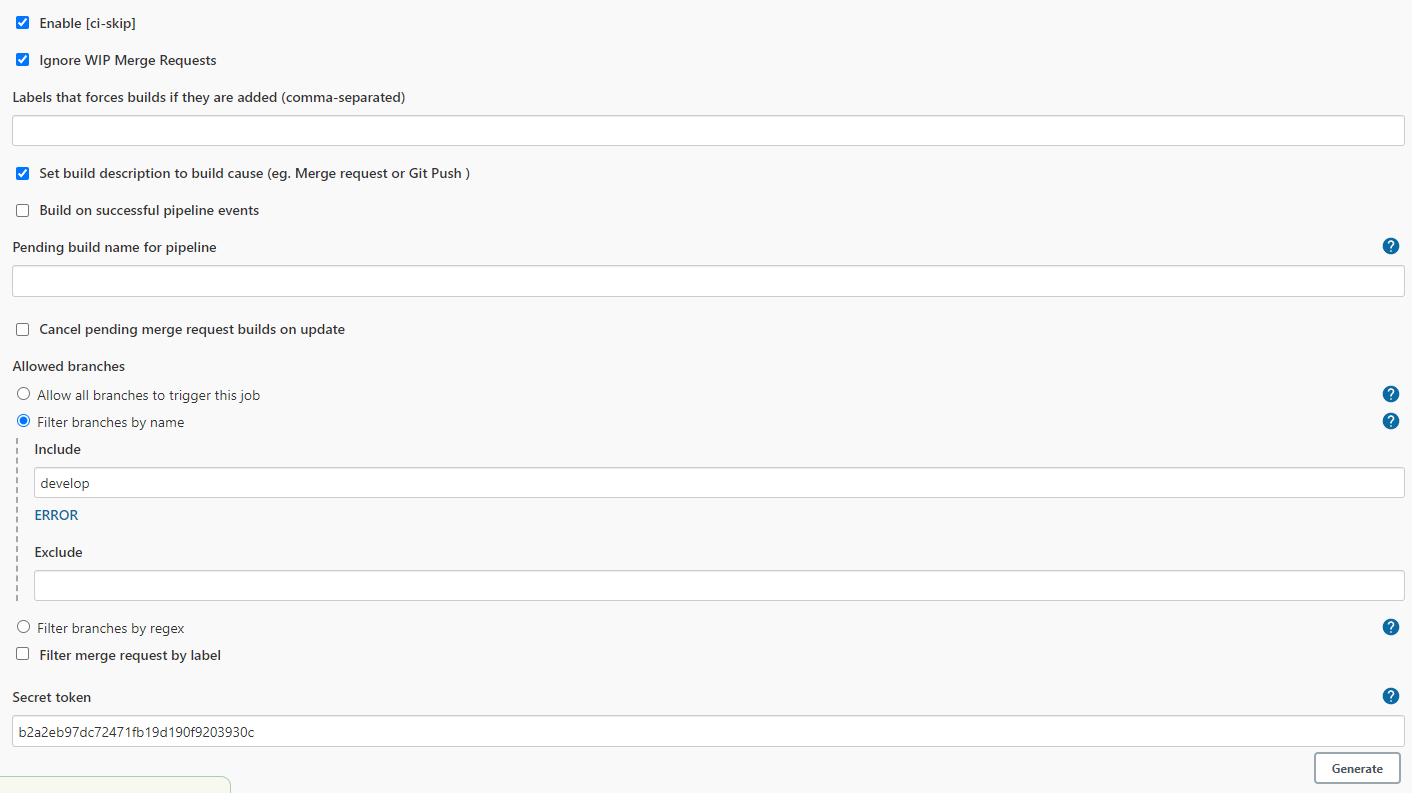 Enable [ci-skip]
Ignore WIP Merge Requests
Labels that forces builds if they are added (comma-separated)
Set build description to build cause (eg. Merge request or Git Push )
Build on successful pipeline events
Pending build name for pipeline
?
Cancel pending merge request builds on update
Allowed branches
Allow all branches to trigger this job
?
Filter branches by name
?
Include
develop
ERROR
Exclude
Filter branches by regex
?
Filter merge request by label
Secret token
?
b2a2eb97dc72471fb19d190f9203930c
Generate